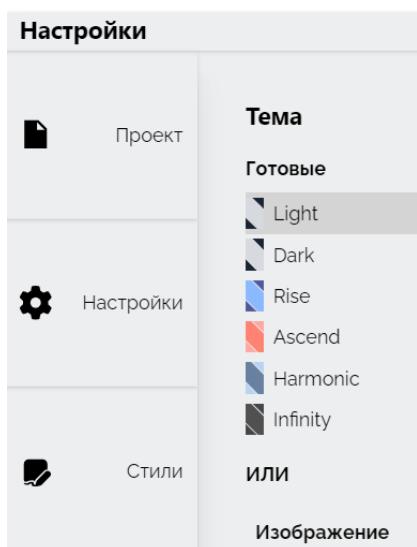 Настройки
Проект
Настройки
Стили
Тема
Готовые
Light
Dark
Rise
Ascend
Harmonic
Infinity
ИЛИ
Изображение